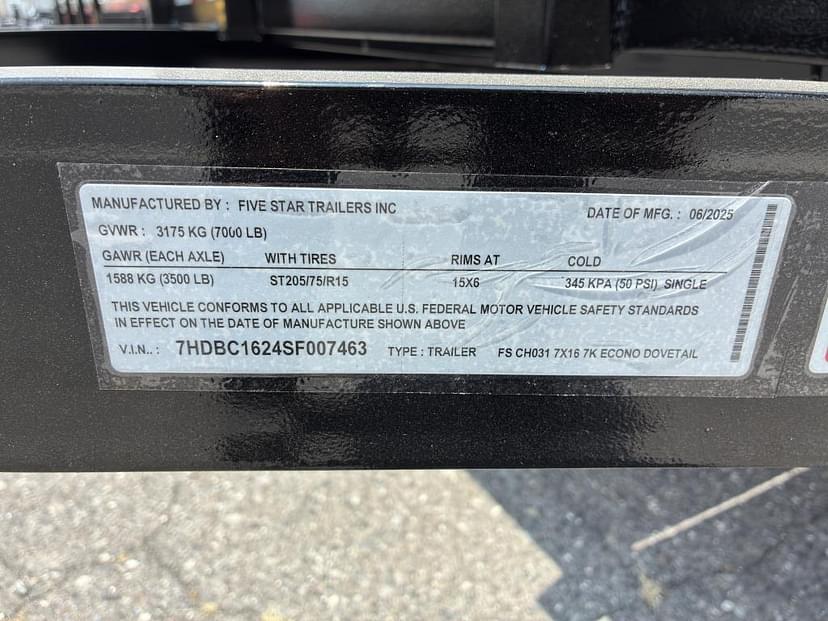 MANUFACTURED BY : FIVE STAR TRAILERS INC DATE OF MFG. : 06/2025
GVWR : 3175 KG (7000 LB)
GAWR (EACH AXLE) WITH TIRES RIMS AT COLD
1588 KG (3500 LB) ST205/75/R15 15X6 345 KPA (50 PSI) SINGLE
THIS VEHICLE CONFORMS TO ALL APPLICABLE U.S. FEDERAL MOTOR VEHICLE SAFETY STANDARDS
IN EFFECT ON THE DATE OF MANUFACTURE SHOWN ABOVE
V.I.N.. : 7HDBC1624SF007463 TYPE : TRAILER FS CH031 7X16 7K ECONO DOVETAIL